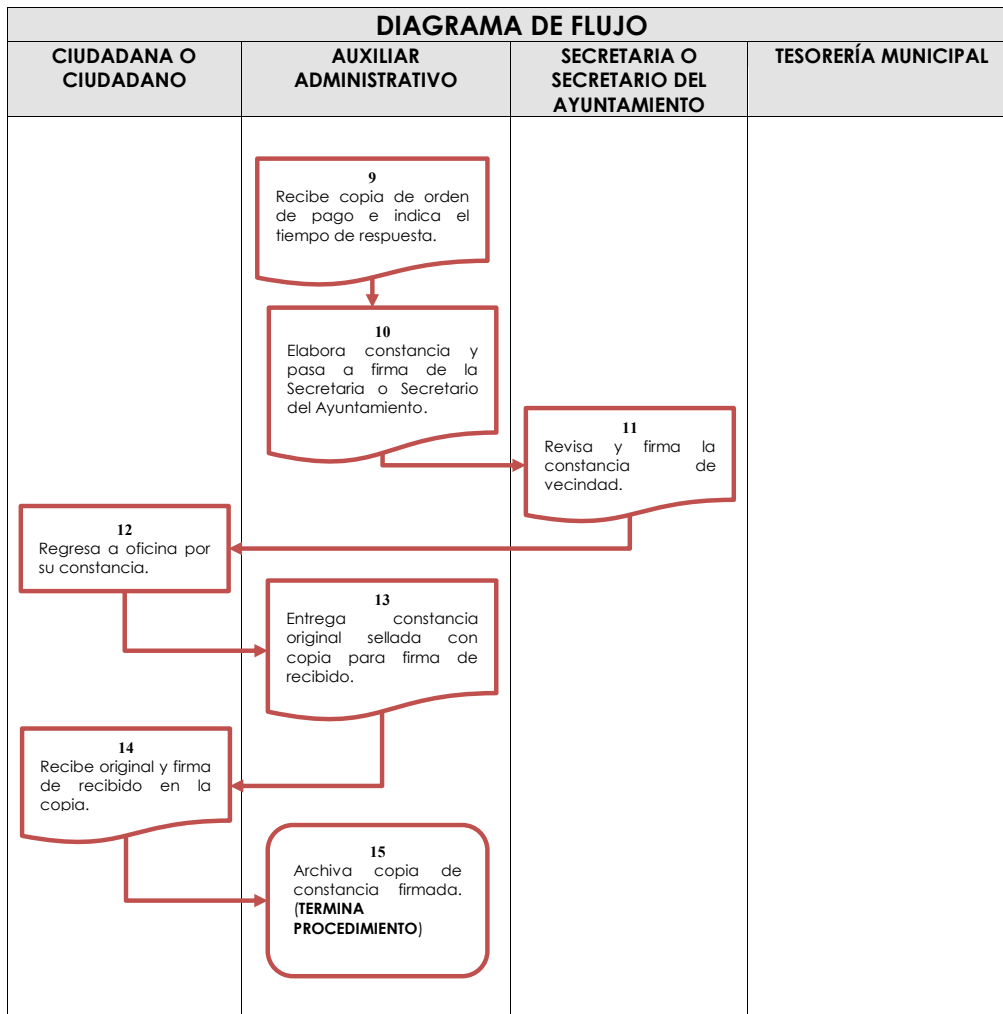 DIAGRAMA DE FLUJO
CIUDADANA O
CIUDADANO
AUXILIAR
ADMINISTRATIVO
SECRETARIA O
SECRETARIO DEL
AYUNTAMIENTO
TESORERÍA MUNICIPAL
9
Recibe copia de orden
de pago e indica el
tiempo de respuesta.
10
Elabora constancia y
pasa a firma de la
Secretaria o Secretario
del Ayuntamiento.
11
Revisa y firma la
constancia de
vecindad.
12
Regresa a oficina por
su constancia.
13
Entrega constancia
original sellada con
copia para firma de
recibido.
14
Recibe original y firma
de recibido en la
copia.
15
Archiva copia de
constancia firmada.
(TERMINA
PROCEDIMIENTO)